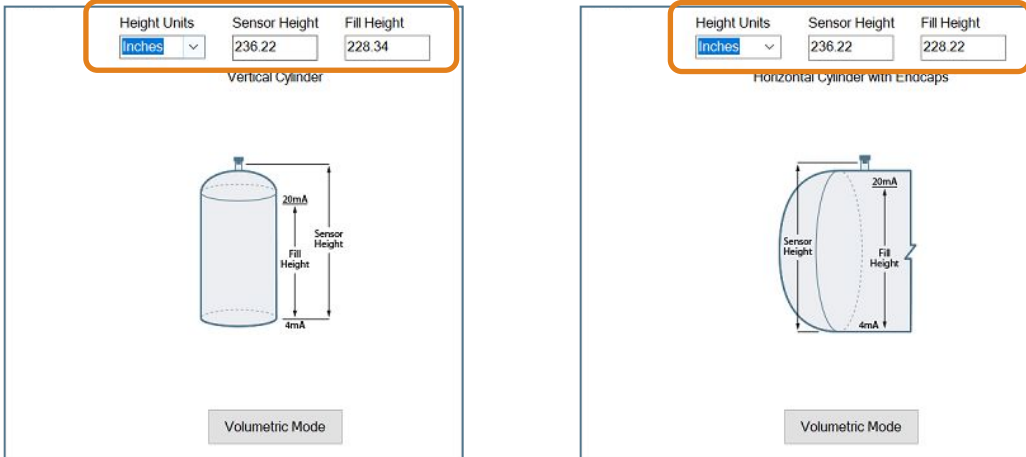 Height Units Sensor Height Fill Height
Inches 236.22 228.34
Vertical Cylinder
20mA
Sensor
Height
Fill
Height
4mA
Volumetric Mode
Height Units Sensor Height Fill Height
Inches 236.22 228.22
Horizontal Cylinder with Endcaps
20mA
Sensor
Height
Fill
Height
4mA
Volumetric Mode